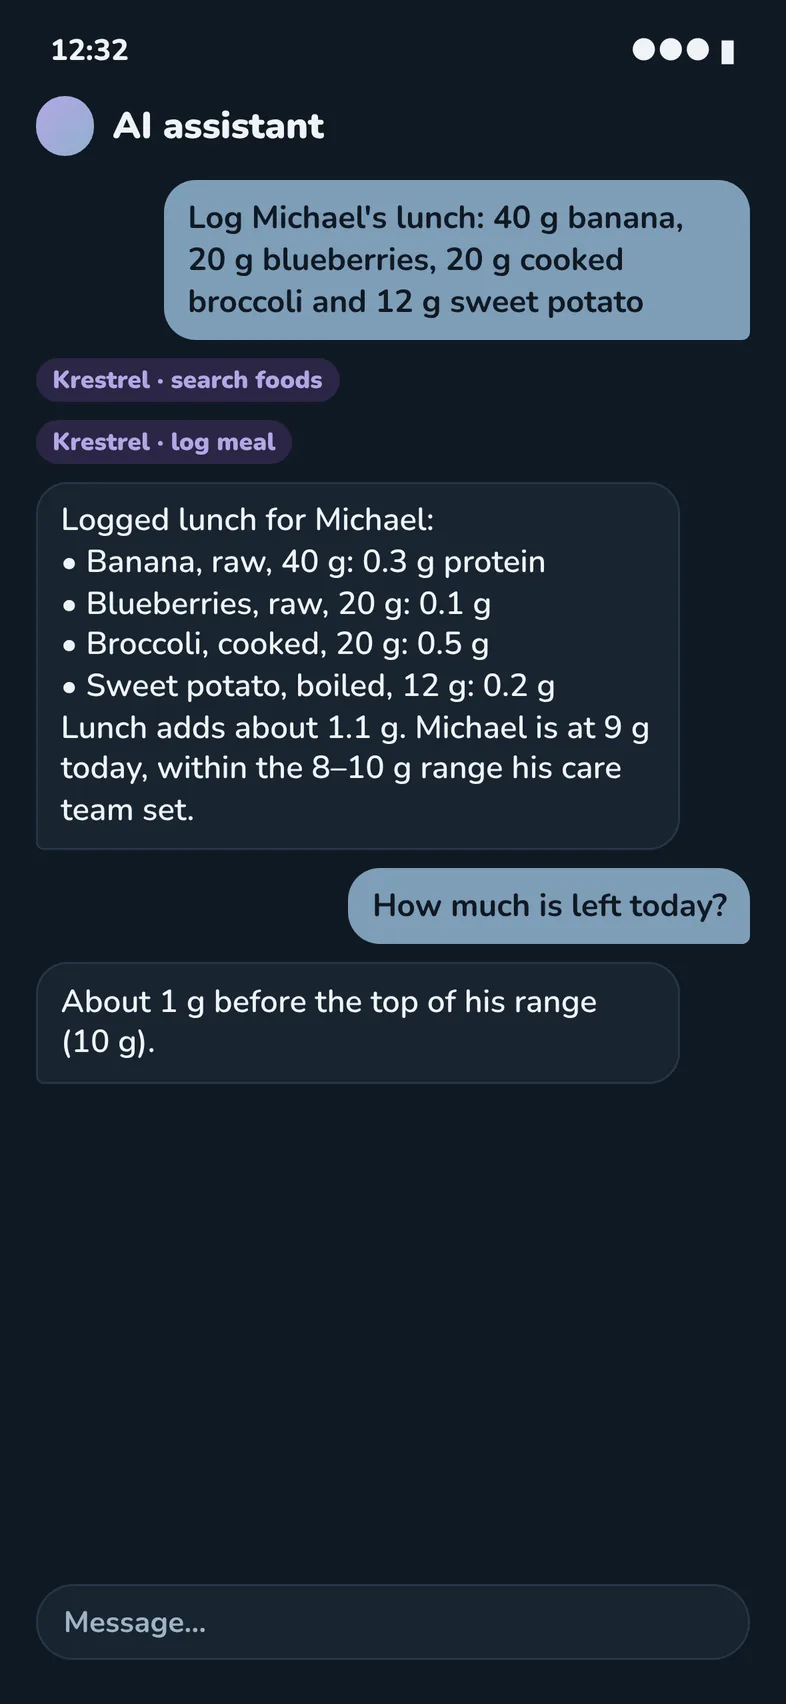 12:32
AI assistant
Log Michael's lunch: 40 g banana,
20 g blueberries, 20 g cooked
broccoli and 12 g sweet potato
Krestrel · search foods
Krestrel · log meal
Logged lunch for Michael:
• Banana, raw, 40 g: 0.3 g protein
• Blueberries, raw, 20 g: 0.1 g
• Broccoli, cooked, 20 g: 0.5 g
• Sweet potato, boiled, 12 g: 0.2 g
Lunch adds about 1.1 g. Michael is at 9 g
today, within the 8–10 g range his care
team set.
How much is left today?
About 1 g before the top of his range
(10 g).
Message...